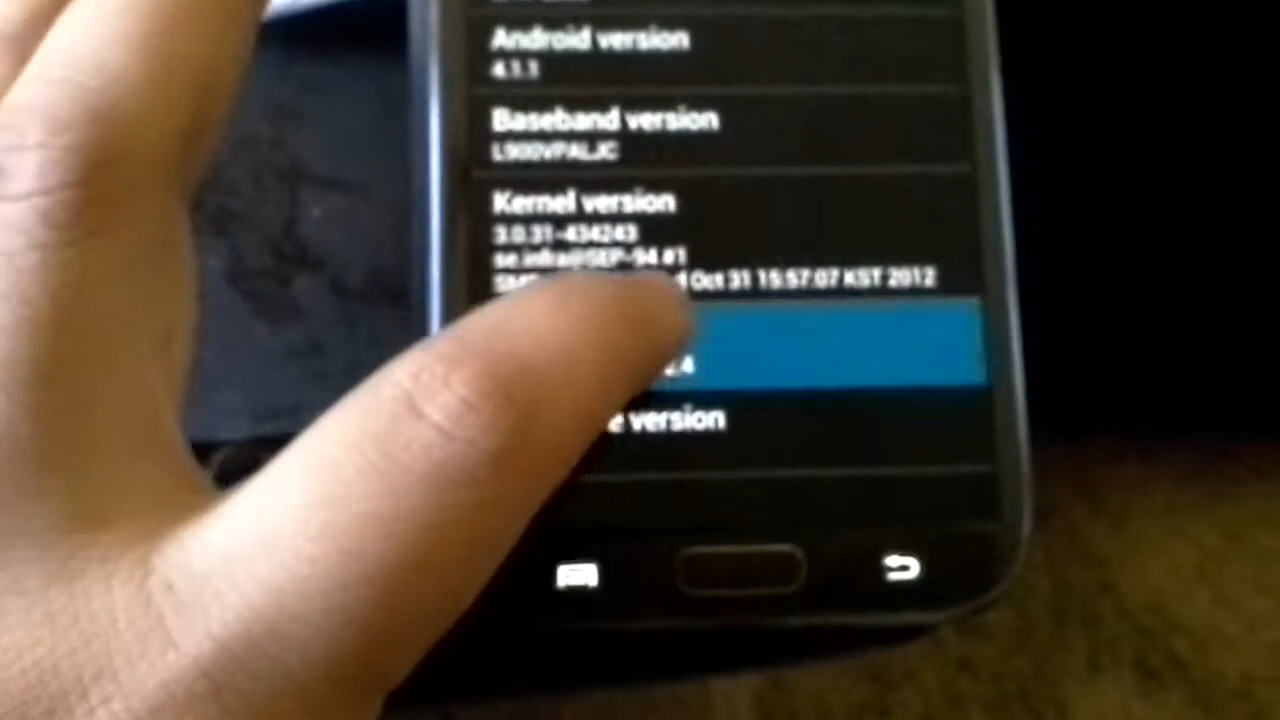 Android version
4.1.1
Baseband version
L900VPALJC
Kernel version
3.0.31-434243
se.infra@SEP-94 #1
Oct 31 15:57:07 KST 2012
version